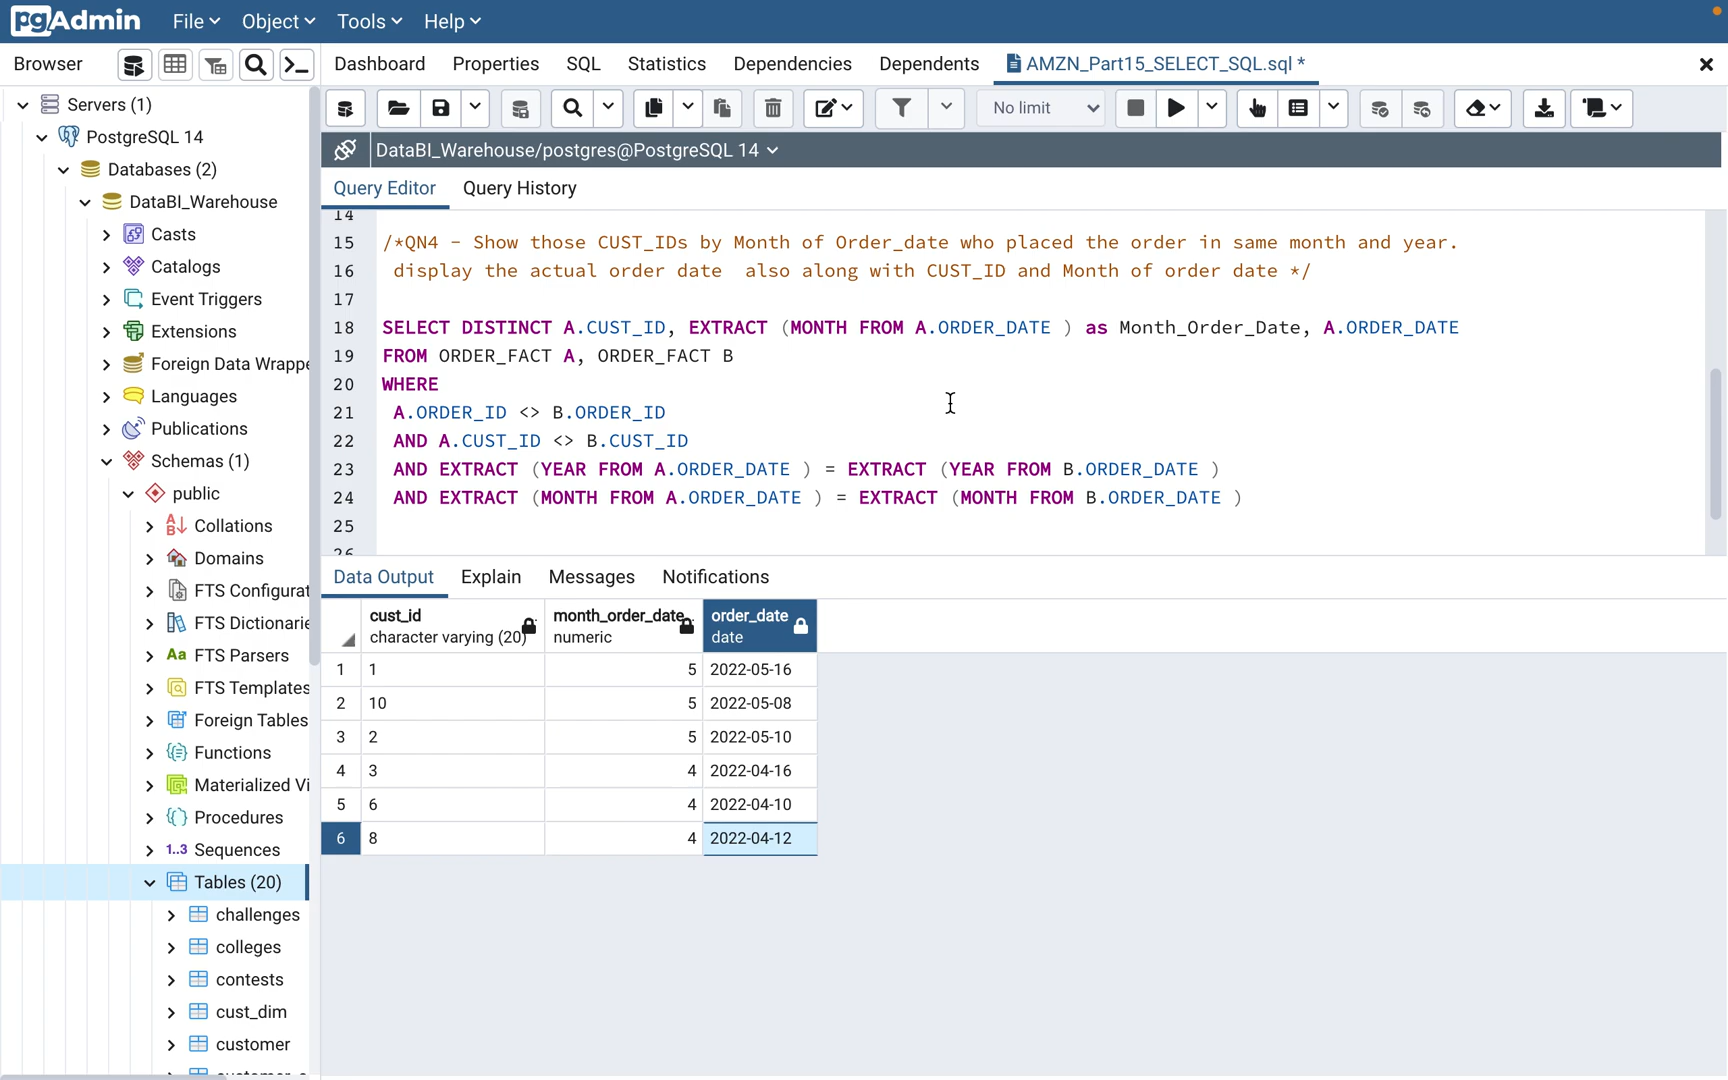 pgAdmin File Object Tools Help
Browser Dashboard Properties SQL Statistics Dependencies Dependents AMZN_Part15_SELECT_SQL.sql *
No limit
DataBI_Warehouse/postgres@PostgreSQL 14
Query Editor Query History
Servers (1)
PostgreSQL 14
Databases (2)
DataBI_Warehouse
Casts
Catalogs
Event Triggers
Extensions
Foreign Data Wrappe
Languages
Publications
Schemas (1)
public
Collations
Domains
FTS Configurat
FTS Dictionarie
Aa FTS Parsers
FTS Templates
Foreign Tables
Functions
Materialized Vi
Procedures
1..3 Sequences
Tables (20)
challenges
colleges
contests
cust_dim
customer
14
15 /*QN4 - Show those CUST_IDs by Month of Order_date who placed the order in same month and year.
16 display the actual order date  also along with CUST_ID and Month of order date */
17
18 SELECT DISTINCT A.CUST_ID, EXTRACT (MONTH FROM A.ORDER_DATE ) as Month_Order_Date, A.ORDER_DATE
19 FROM ORDER_FACT A, ORDER_FACT B
20 WHERE
21 A.ORDER_ID <> B.ORDER_ID
22 AND A.CUST_ID <> B.CUST_ID
23 AND EXTRACT (YEAR FROM A.ORDER_DATE ) = EXTRACT (YEAR FROM B.ORDER_DATE )
24 AND EXTRACT (MONTH FROM A.ORDER_DATE ) = EXTRACT (MONTH FROM B.ORDER_DATE )
25
26
Data Output Explain Messages Notifications
cust_id month_order_date order_date
character varying (20) numeric date
1 1 5 2022-05-16
2 10 5 2022-05-08
3 2 5 2022-05-10
4 3 4 2022-04-16
5 6 4 2022-04-10
6 8 4 2022-04-12